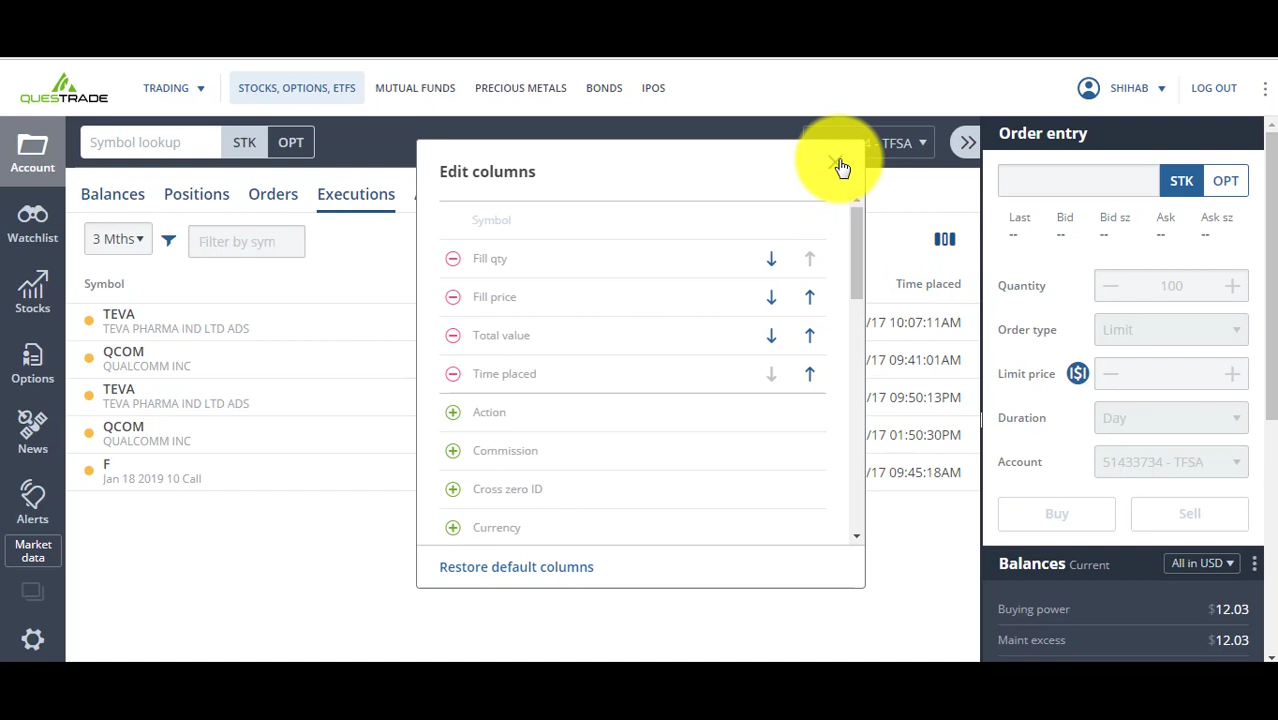 QUESTRADE
TRADING
STOCKS, OPTIONS, ETFS
MUTUAL FUNDS
PRECIOUS METALS
BONDS
IPOS
SHIHAB
LOG OUT
Account
Watchlist
Stocks
Options
News
Alerts
Market data
Symbol lookup
STK
OPT
4 - TFSA
Balances
Positions
Orders
Executions
3 Mths
Filter by sym
Symbol
Time placed
TEVA
TEVA PHARMA IND LTD ADS
/17 10:07:11AM
QCOM
QUALCOMM INC
/17 09:41:01AM
TEVA
TEVA PHARMA IND LTD ADS
/17 09:50:13PM
QCOM
QUALCOMM INC
/17 01:50:30PM
F
Jan 18 2019 10 Call
/17 09:45:18AM
Edit columns
Symbol
Fill qty
Fill price
Total value
Time placed
Action
Commission
Cross zero ID
Currency
Restore default columns
Order entry
STK
OPT
Last Bid Bid sz Ask Ask sz
-- -- -- -- --
Quantity 100
Order type Limit
Limit price
Duration Day
Account 51433734 - TFSA
Buy
Sell
Balances Current All in USD
Buying power $12.03
Maint excess $12.03